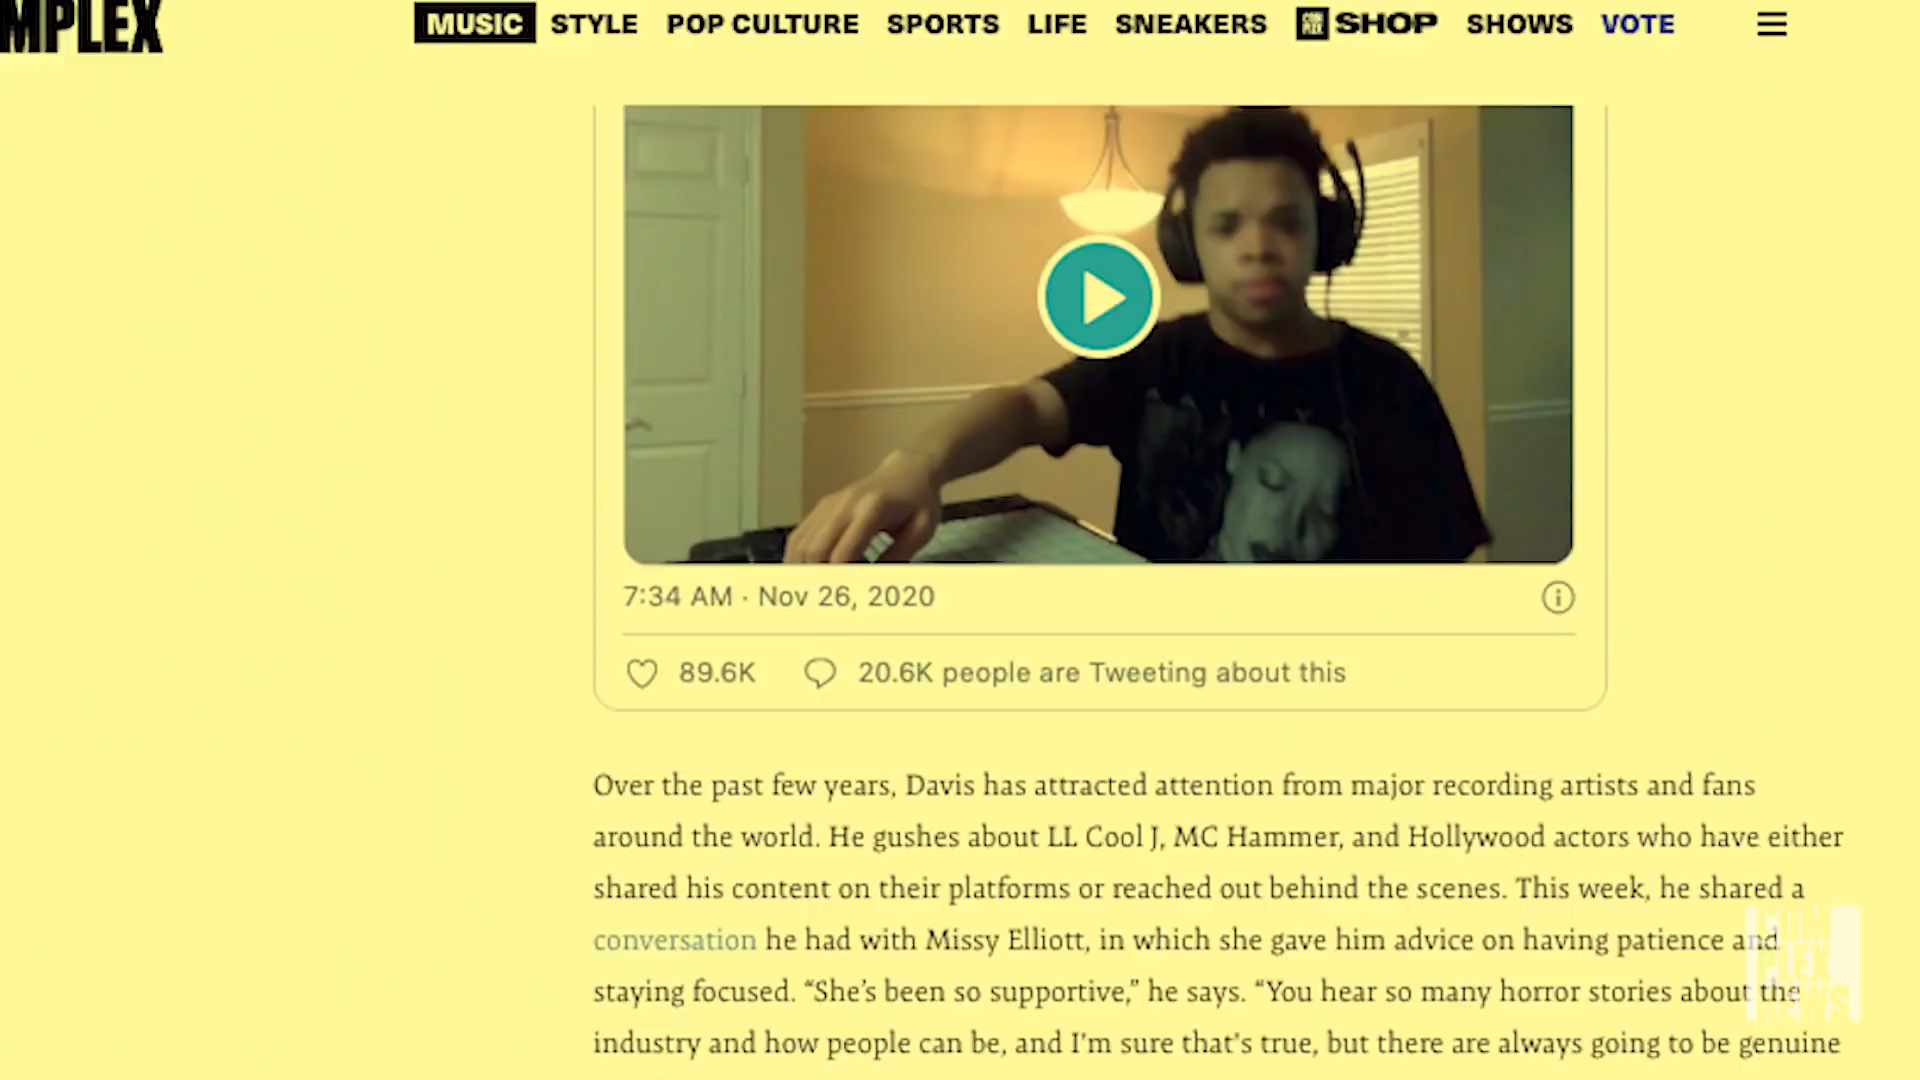 MPLEX
MUSIC STYLE POP CULTURE SPORTS LIFE SNEAKERS COM PLEX SHOP SHOWS VOTE
7:34 AM · Nov 26, 2020
89.6K 20.6K people are Tweeting about this
Over the past few years, Davis has attracted attention from major recording artists and fans
around the world. He gushes about LL Cool J, MC Hammer, and Hollywood actors who have either
shared his content on their platforms or reached out behind the scenes. This week, he shared a
conversation he had with Missy Elliott, in which she gave him advice on having patience and
staying focused. “She’s been so supportive,” he says. “You hear so many horror stories about the
industry and how people can be, and I’m sure that’s true, but there are always going to be genuine
COM
PLEX
NEWS